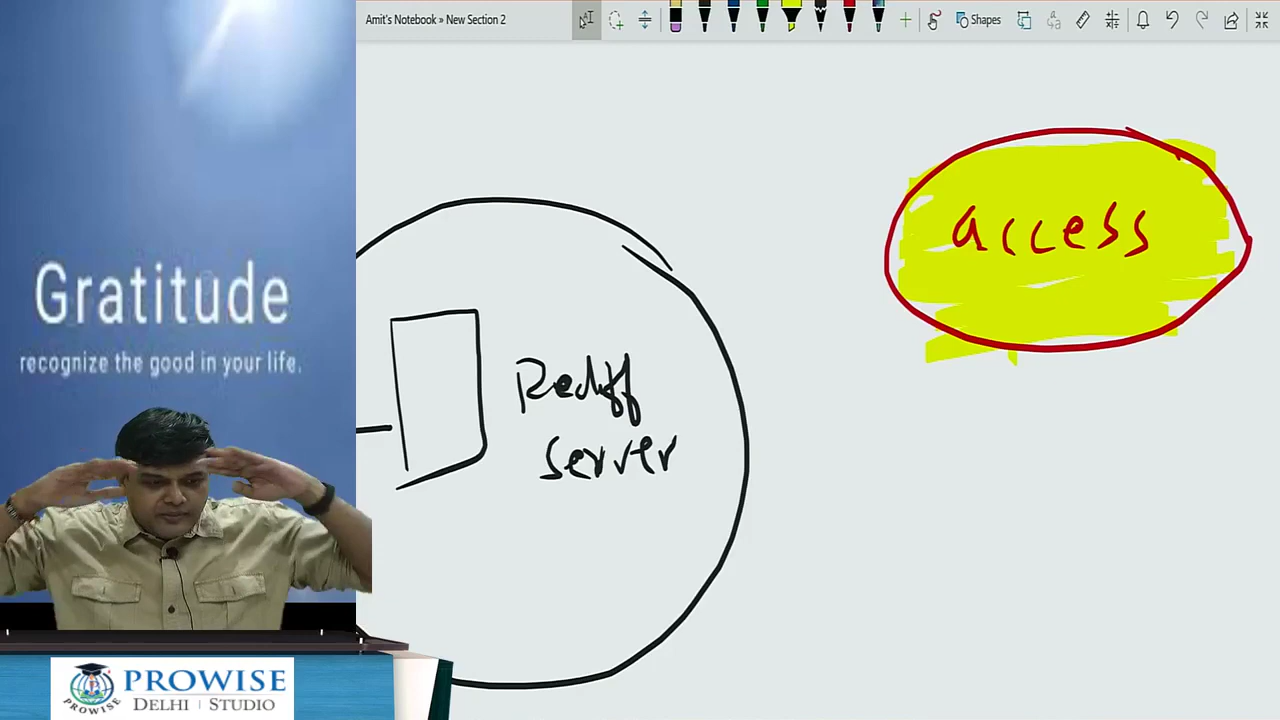 Amit's Notebook » New Section 2
Shapes
Gratitude
recognize the good in your life.
access
Rediff
server
PROWISE
PROWISE
DELHI | STUDIO